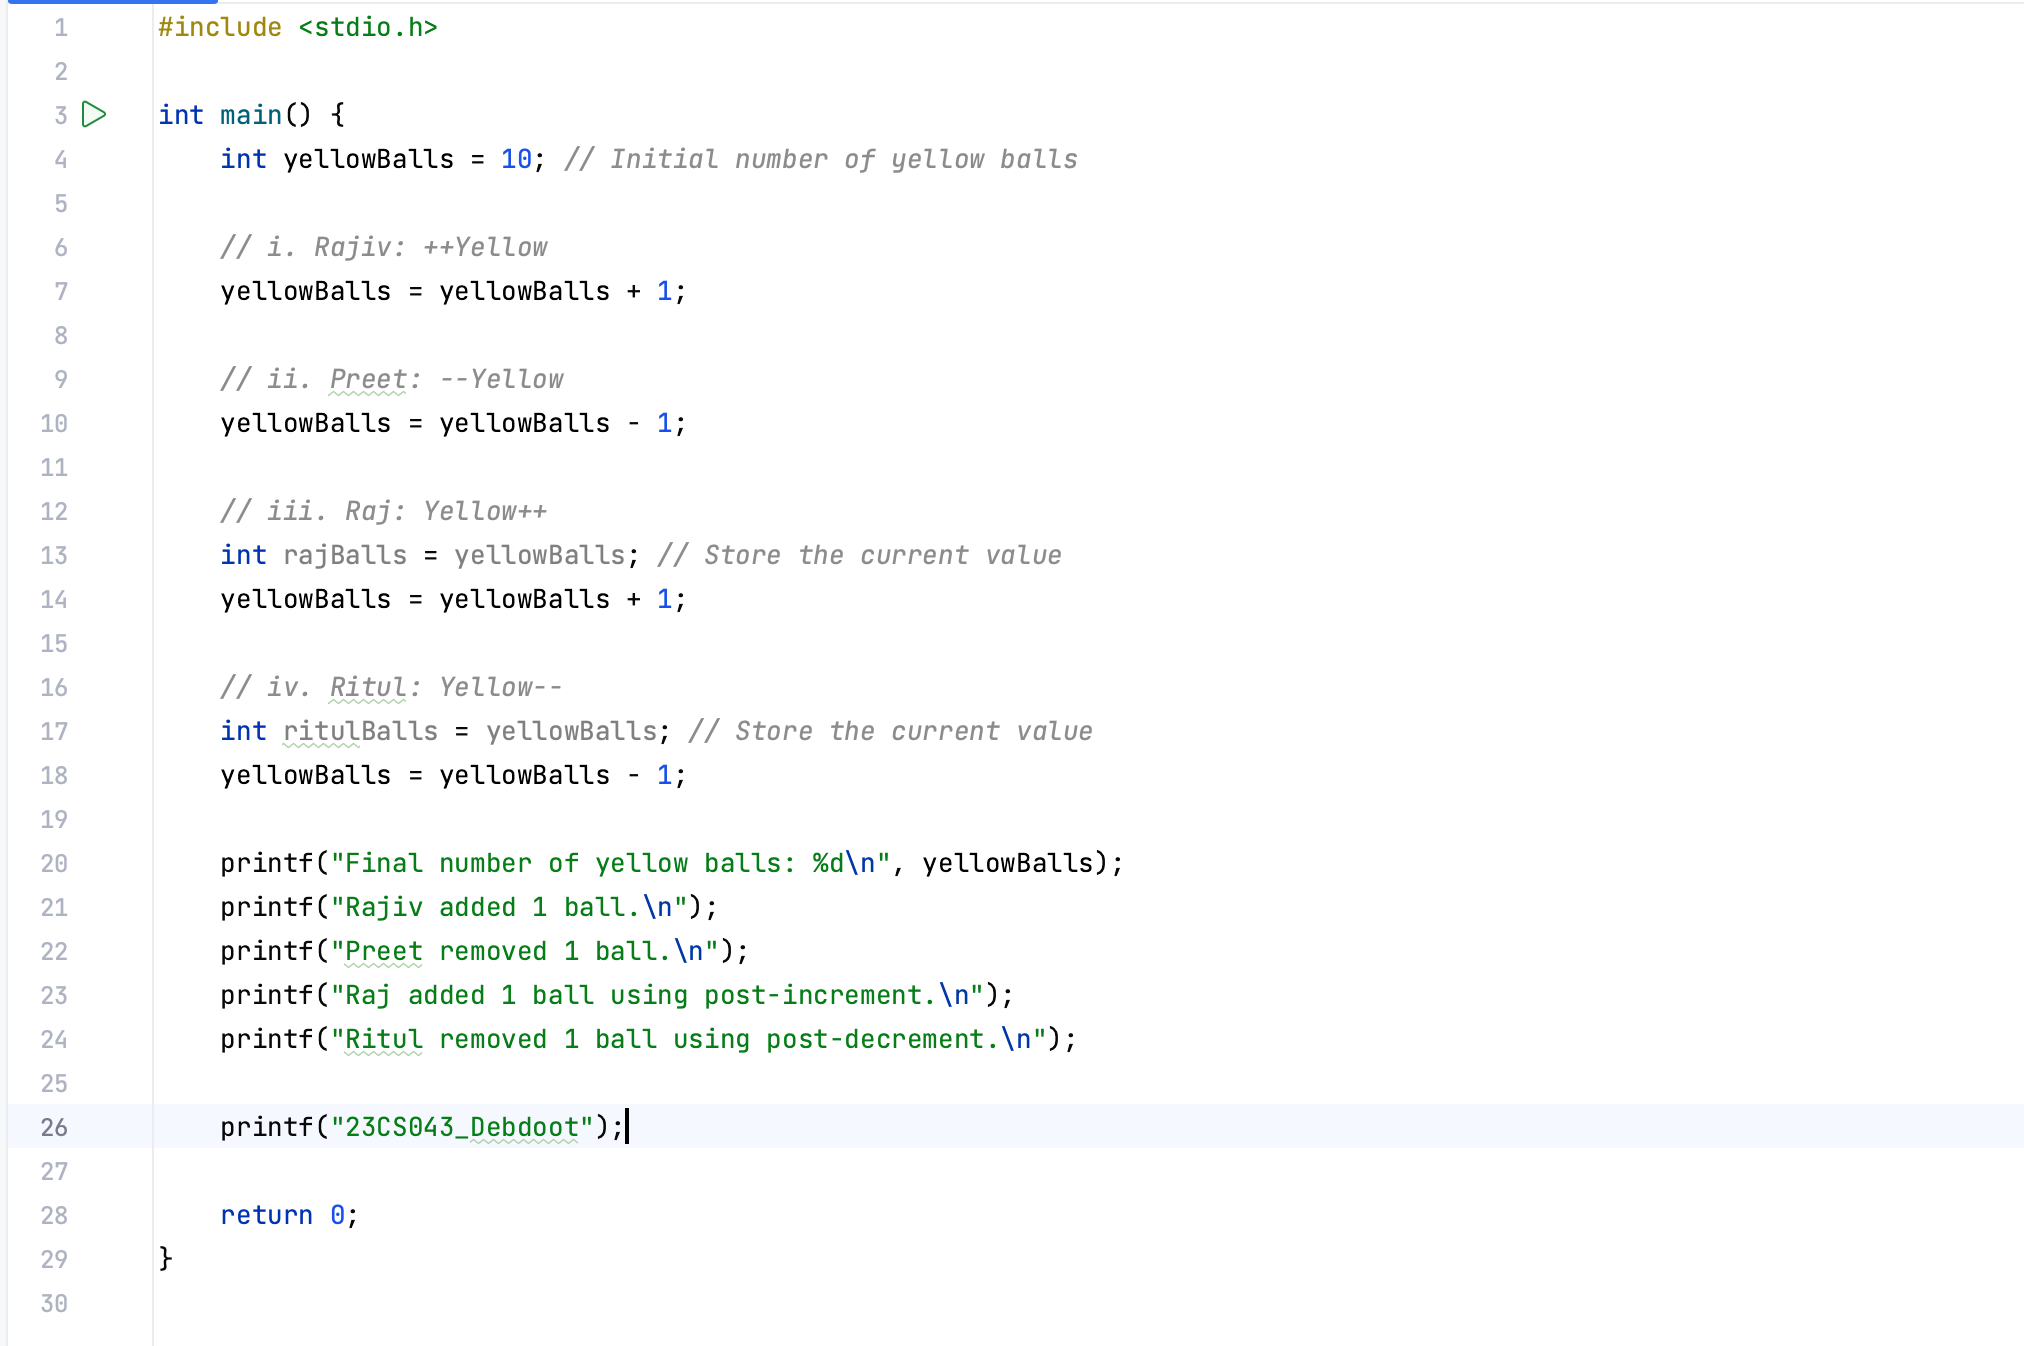 1 #include <stdio.h>
2
3 int main() {
4 int yellowBalls = 10; // Initial number of yellow balls
5
6 // i. Rajiv: ++Yellow
7 yellowBalls = yellowBalls + 1;
8
9 // ii. Preet: --Yellow
10 yellowBalls = yellowBalls - 1;
11
12 // iii. Raj: Yellow++
13 int rajBalls = yellowBalls; // Store the current value
14 yellowBalls = yellowBalls + 1;
15
16 // iv. Ritul: Yellow--
17 int ritulBalls = yellowBalls; // Store the current value
18 yellowBalls = yellowBalls - 1;
19
20 printf("Final number of yellow balls: %d\n", yellowBalls);
21 printf("Rajiv added 1 ball.\n");
22 printf("Preet removed 1 ball.\n");
23 printf("Raj added 1 ball using post-increment.\n");
24 printf("Ritul removed 1 ball using post-decrement.\n");
25
26 printf("23CS043_Debdoot");
27
28 return 0;
29 }
30